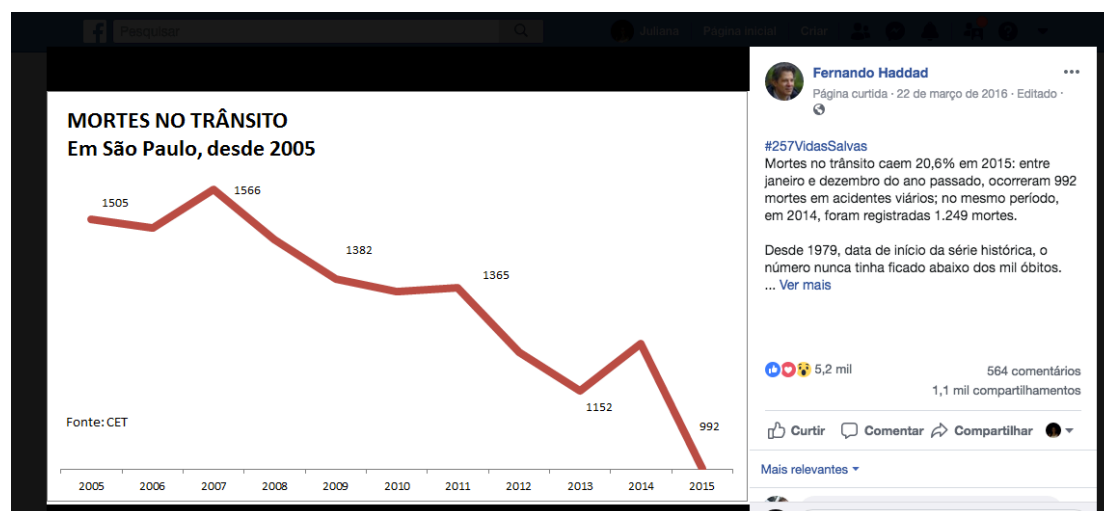 Pesquisar
Juliana
Página inicial
Criar
MORTES NO TRÂNSITO
Em São Paulo, desde 2005
1505
1566
1382
1365
1152
992
Fonte: CET
2005 2006 2007 2008 2009 2010 2011 2012 2013 2014 2015
Fernando Haddad
Página curtida · 22 de março de 2016 · Editado ·
#257VidasSalvas
Mortes no trânsito caem 20,6% em 2015: entre
janeiro e dezembro do ano passado, ocorreram 992
mortes em acidentes viários; no mesmo período,
em 2014, foram registradas 1.249 mortes.
Desde 1979, data de início da série histórica, o
número nunca tinha ficado abaixo dos mil óbitos.
... Ver mais
5,2 mil
564 comentários
1,1 mil compartilhamentos
Curtir Comentar Compartilhar
Mais relevantes